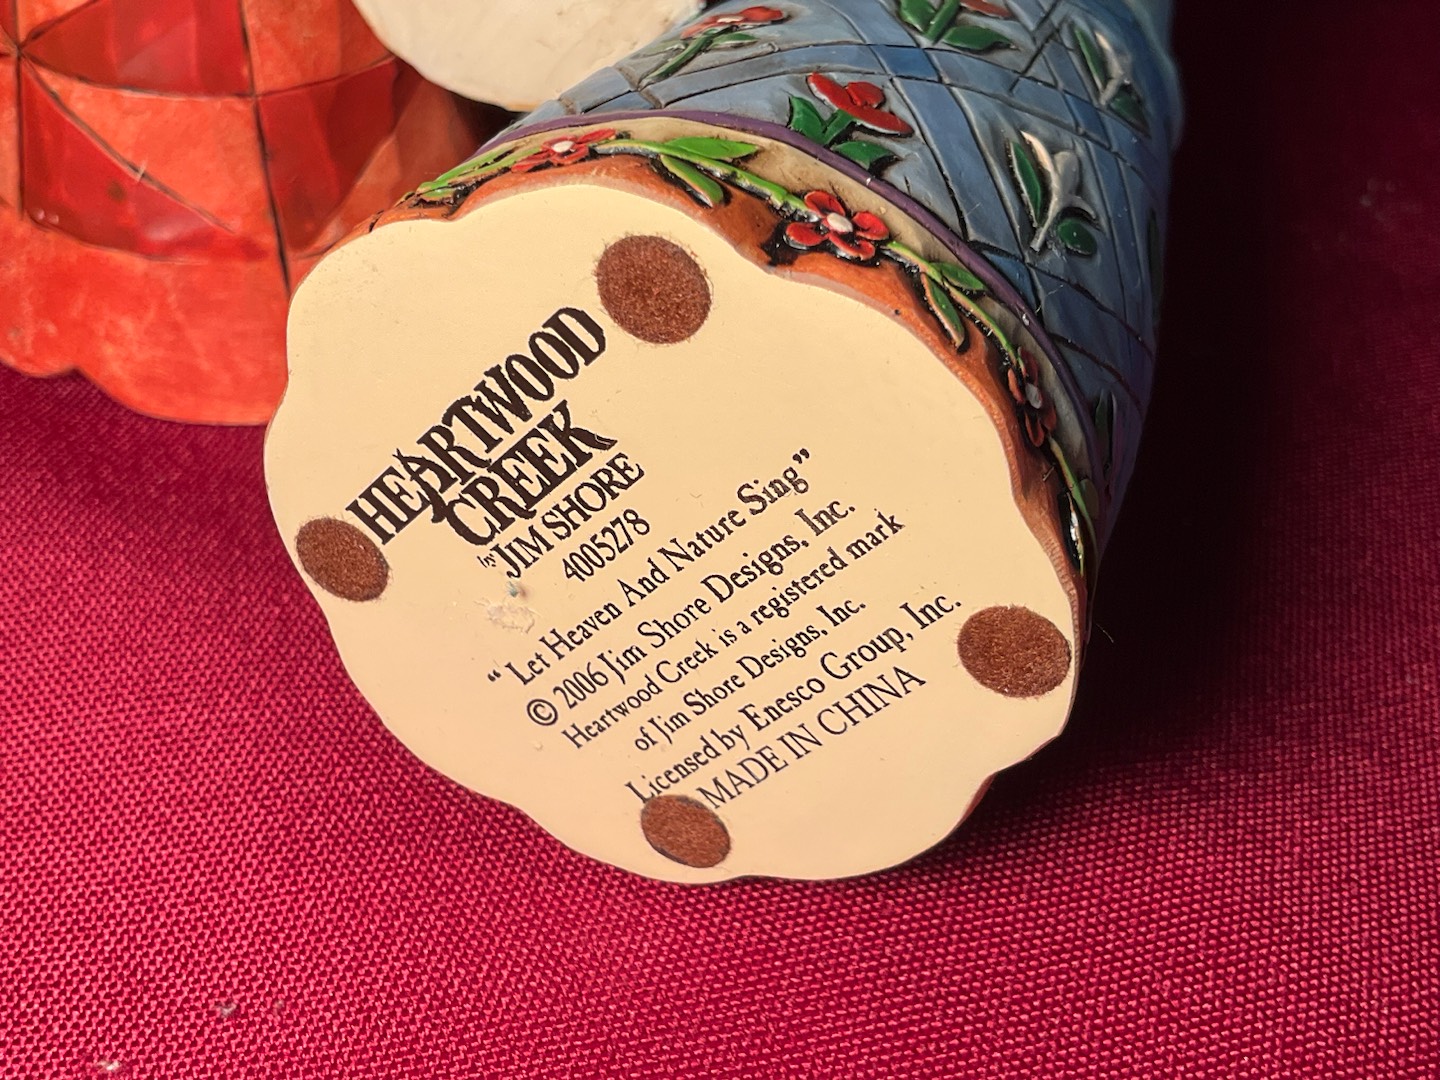 HEARTWOOD
CREEK
by JIM SHORE
4005278
“Let Heaven And Nature Sing”
© 2006 Jim Shore Designs, Inc.
Heartwood Creek is a registered mark
of Jim Shore Designs, Inc.
Licensed by Enesco Group, Inc.
MADE IN CHINA